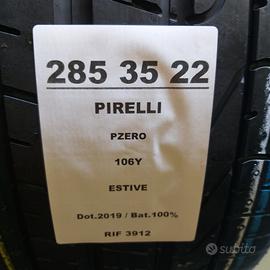 285 35 22
PIRELLI
PZERO
106Y
ESTIVE
Dot.2019 / Bat.100%
RIF 3912
subito